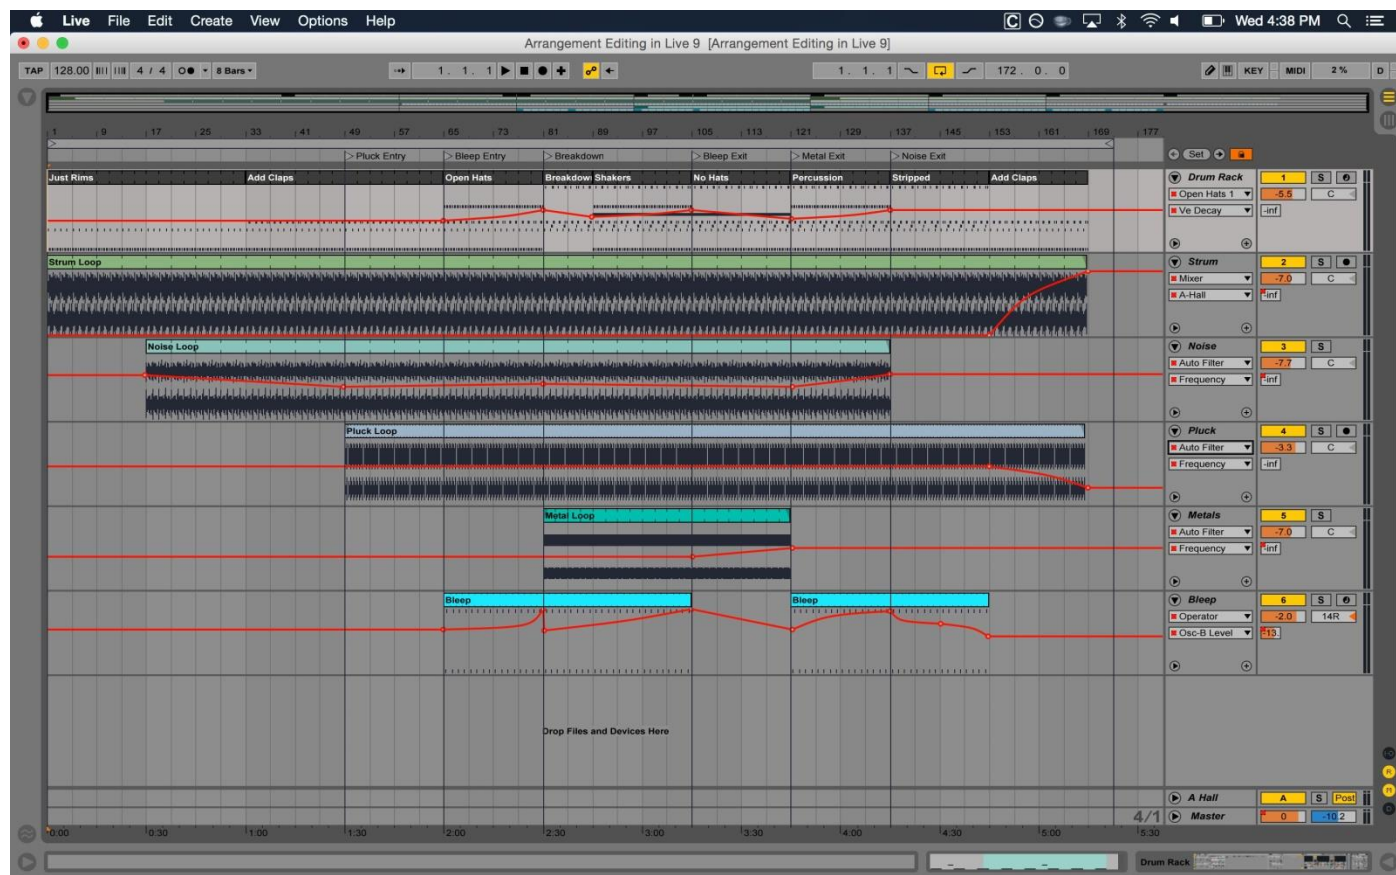 Live File Edit Create View Options Help Wed 4:38 PM
Arrangement Editing in Live 9 [Arrangement Editing in Live 9]
TAP 128.00 4 / 4 8 Bars 1. 1. 1 1. 1. 1 172. 0. 0 KEY MIDI 2 % D
1 9 17 25 33 41 49 57 65 73 81 89 97 105 113 121 129 137 145 153 161 169 177
Pluck Entry Bleep Entry Breakdown Bleep Exit Metal Exit Noise Exit Set
Just Rims Add Claps Open Hats Breakdown Shakers No Hats Percussion Stripped Add Claps Drum Rack 1 S
Open Hats 1 -5.5 C
Ve Decay -inf
Strum Loop Strum 2 S
Mixer -7.0 C
A-Hall -inf
Noise Loop Noise 3 S
Auto Filter -7.7 C
Frequency -inf
Pluck Loop Pluck 4 S
Auto Filter -3.3 C
Frequency -inf
Metal Loop Metals 5 S
Auto Filter -7.0 C
Frequency -inf
Bleep Bleep Bleep 6 S
Operator -2.0 14R
Osc-B Level -13.
Drop Files and Devices Here
A Hall A S Post
4/1 Master 0 -10.2
0:00 0:30 1:00 1:30 2:00 2:30 3:00 3:30 4:00 4:30 5:00 5:30
Drum Rack